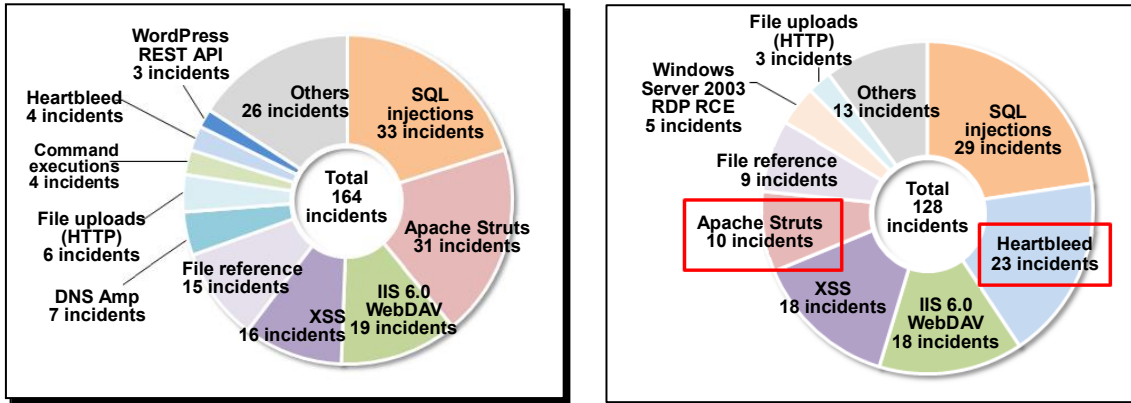 WordPress
REST API
3 incidents
Heartbleed
4 incidents
Command
executions
4 incidents
File uploads
(HTTP)
6 incidents
DNS Amp
7 incidents
Others
26 incidents
SQL
injections
33 incidents
Total
164
incidents
Apache Struts
31 incidents
File reference
15 incidents
XSS
16 incidents
IIS 6.0
WebDAV
19 incidents
File uploads
(HTTP)
3 incidents
Windows
Server 2003
RDP RCE
5 incidents
Others
13 incidents
SQL
injections
29 incidents
File reference
9 incidents
Total
128
incidents
Apache Struts
10 incidents
Heartbleed
23 incidents
XSS
18 incidents
IIS 6.0
WebDAV
18 incidents